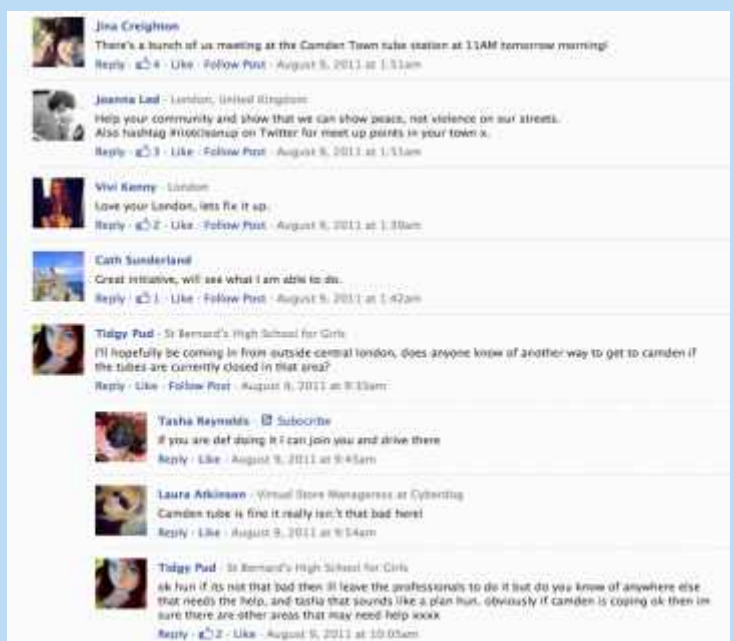 Jina Creighton
There's a bunch of us meeting at the Camden Town tube station at 11AM tomorrow morning!
Reply · 4 · Like · Follow Post · August 9, 2011 at 1:51am
Joanna Lad · London, United Kingdom
Help your community and show that we can show peace, not violence on our streets.
Also hashtag #riotcleanup on Twitter for meet up points in your town x.
Reply · 3 · Like · Follow Post · August 9, 2011 at 1:51am
Vivi Kenny · London
Love your London, lets fix it up.
Reply · 2 · Like · Follow Post · August 9, 2011 at
Cath Sunderland
Great initiative, will see what I am able to do.
Reply · 1 · Like · Follow Post · August 9, 2011 at 1:42am
Tidgy Pud · St Bernard's High School for Girls
I'll hopefully be coming in from outside central london, does anyone know of another way to get to camden if
the tubes are currently closed in that area?
Reply · Like · Follow Post · August 9, 2011 at 9:35am
Tasha Reynolds · Subscribe
if you are def doing it i can join you and drive there
Reply · Like · August 9, 2011 at 9:45am
Laura Atkinson · Virtual Store Manageress at Cyberdog
Camden tube is fine it really isn't that bad here!
Reply · Like · August 9, 2011 at 9:54am
Tidgy Pud · St Bernard's High School for Girls
ok hun if its not that bad then ill leave the professionals to do it but do you know of anywhere else
that needs the help, and tasha that sounds like a plan hun. obviously if camden is coping ok then im
sure there are other areas that may need help xxxx
Reply · 2 · Like · August 9, 2011 at 10:05am